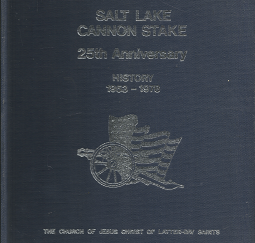 SALT LAKE
CANNON STAKE
25th Anniversary
HISTORY
1953 - 1978
THE CHURCH OF JESUS CHRIST OF LATTER-DAY SAINTS